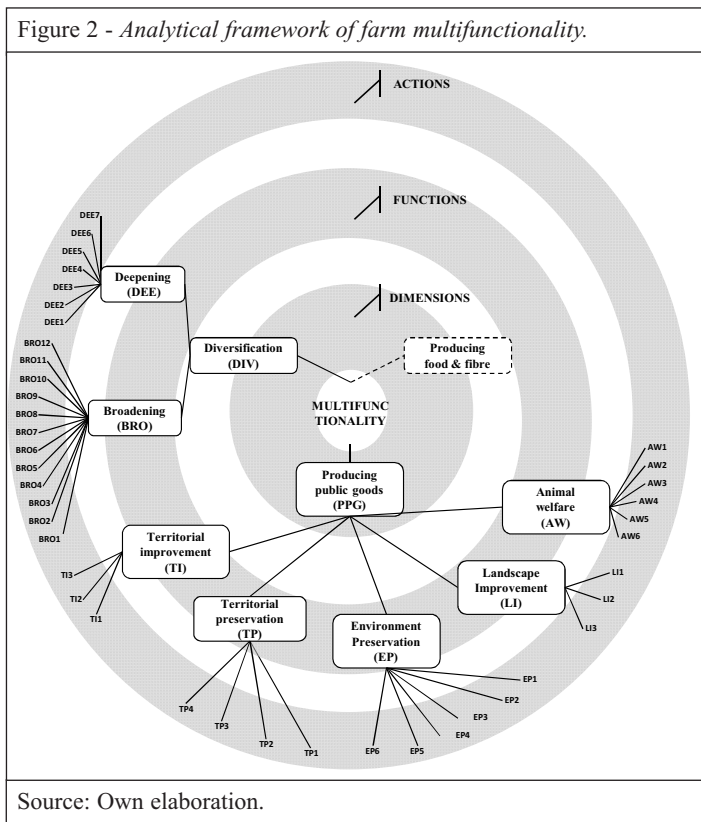 Figure 2 - Analytical framework of farm multifunctionality.
ACTIONS
FUNCTIONS
DIMENSIONS
DEE7
DEE6
DEE5
DEE4
DEE3
DEE2
DEE1
Deepening
(DEE)
Diversification
(DIV)
Producing
food & fibre
BRO12
BRO11
BRO10
BRO9
BRO8
BRO7
BRO6
BRO5
BRO4
BRO3
BRO2
BRO1
Broadening
(BRO)
MULTIFUNC
TIONALITY
Producing
public goods
(PPG)
Animal
welfare
(AW)
AW1
AW2
AW3
AW4
AW5
AW6
Territorial
improvement
(TI)
TI3
TI2
TI1
Landscape
Improvement
(LI)
LI1
LI2
LI3
Territorial
preservation
(TP)
TP4
TP3
TP2
TP1
Environment
Preservation
(EP)
EP1
EP2
EP3
EP4
EP5
EP6
Source: Own elaboration.